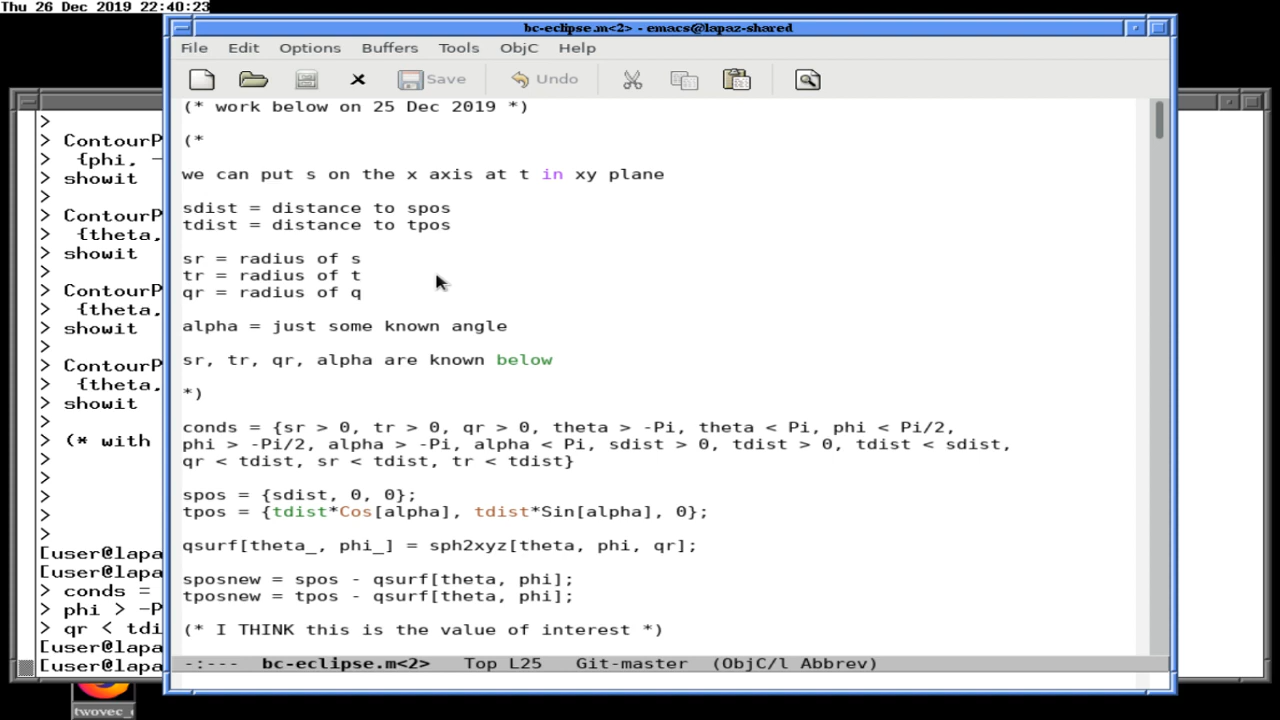 Thu 26 Dec 2019 22:40:23
bc-eclipse.m<2> - emacs@lapaz-shared
File Edit Options Buffers Tools ObjC Help
Save Undo
(* work below on 25 Dec 2019 *)
(*
we can put s on the x axis at t in xy plane
sdist = distance to spos
tdist = distance to tpos
sr = radius of s
tr = radius of t
qr = radius of q
alpha = just some known angle
sr, tr, qr, alpha are known below
*)
conds = {sr > 0, tr > 0, qr > 0, theta > -Pi, theta < Pi, phi < Pi/2,
phi > -Pi/2, alpha > -Pi, alpha < Pi, sdist > 0, tdist > 0, tdist < sdist,
qr < tdist, sr < tdist, tr < tdist}
spos = {sdist, 0, 0};
tpos = {tdist*Cos[alpha], tdist*Sin[alpha], 0};
qsurf[theta_, phi_] = sph2xyz[theta, phi, qr];
sposnew = spos - qsurf[theta, phi];
tposnew = tpos - qsurf[theta, phi];
(* I THINK this is the value of interest *)
-:--- bc-eclipse.m<2> Top L25 Git-master (ObjC/l Abbrev)
>
> ContourP
> {phi, -
> showit
>
> ContourP
> {theta,
> showit
>
> ContourP
> {theta,
> showit
>
> ContourP
> {theta,
> showit
>
> (* with
>
>
>
>
>
[user@lapa
[user@lapa
> conds =
> phi > -P
> qr < tdi
[user@lapa
[user@lapa
twovec_